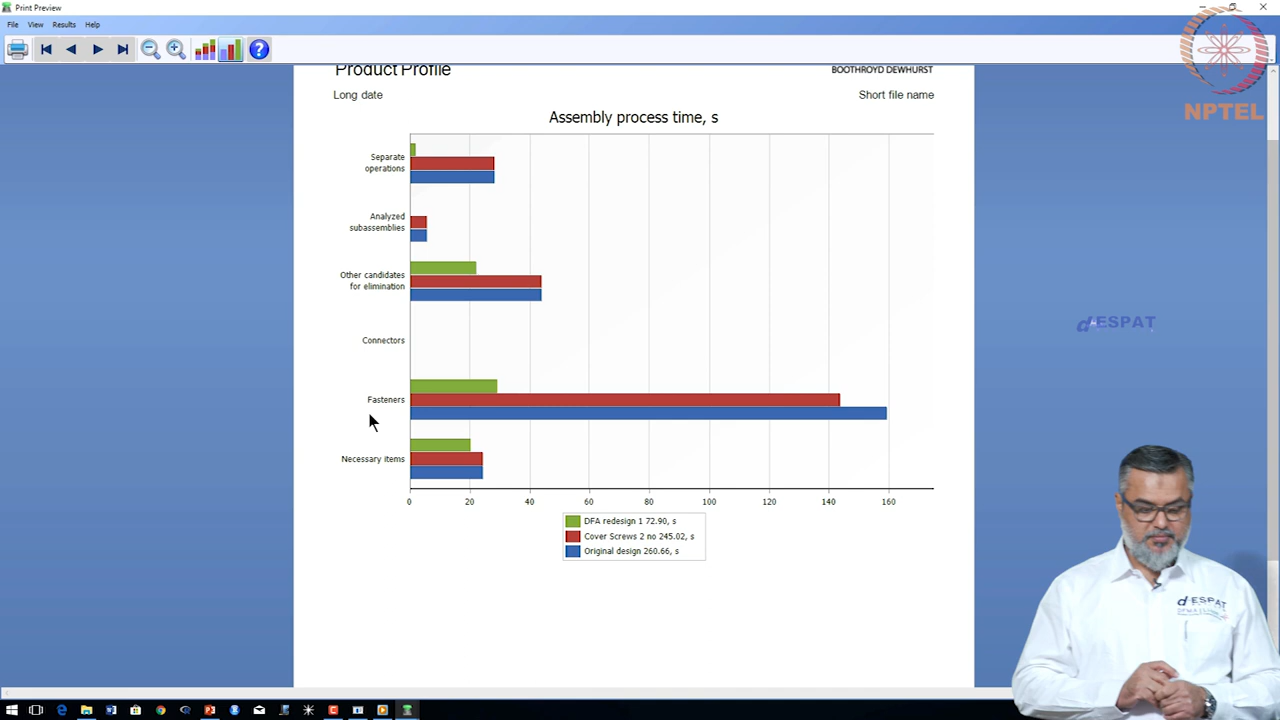 Print Preview
File View Results Help
Product Profile
BOOTHROYD DEWHURST
Long date
Short file name
Assembly process time, s
Separate
operations
Analyzed
subassemblies
Other candidates
for elimination
Connectors
Fasteners
Necessary items
0 20 40 60 80 100 120 140 160
DFA redesign 1 72.90, s
Cover Screws 2 no 245.02, s
Original design 260.66, s
NPTEL
dESPAT
dESPAT